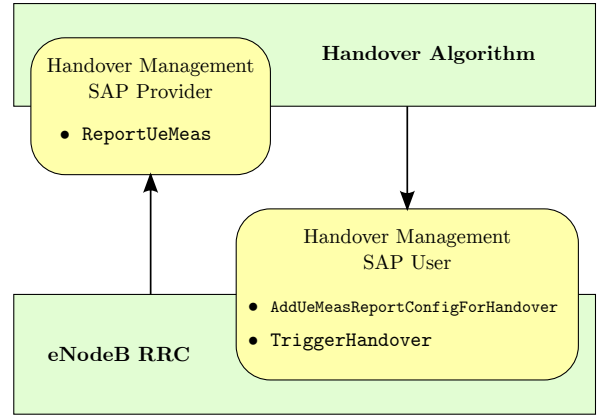 Handover Algorithm
Handover Management
SAP Provider
• ReportUeMeas
Handover Management
SAP User
• AddUeMeasReportConfigForHandover
• TriggerHandover
eNodeB RRC